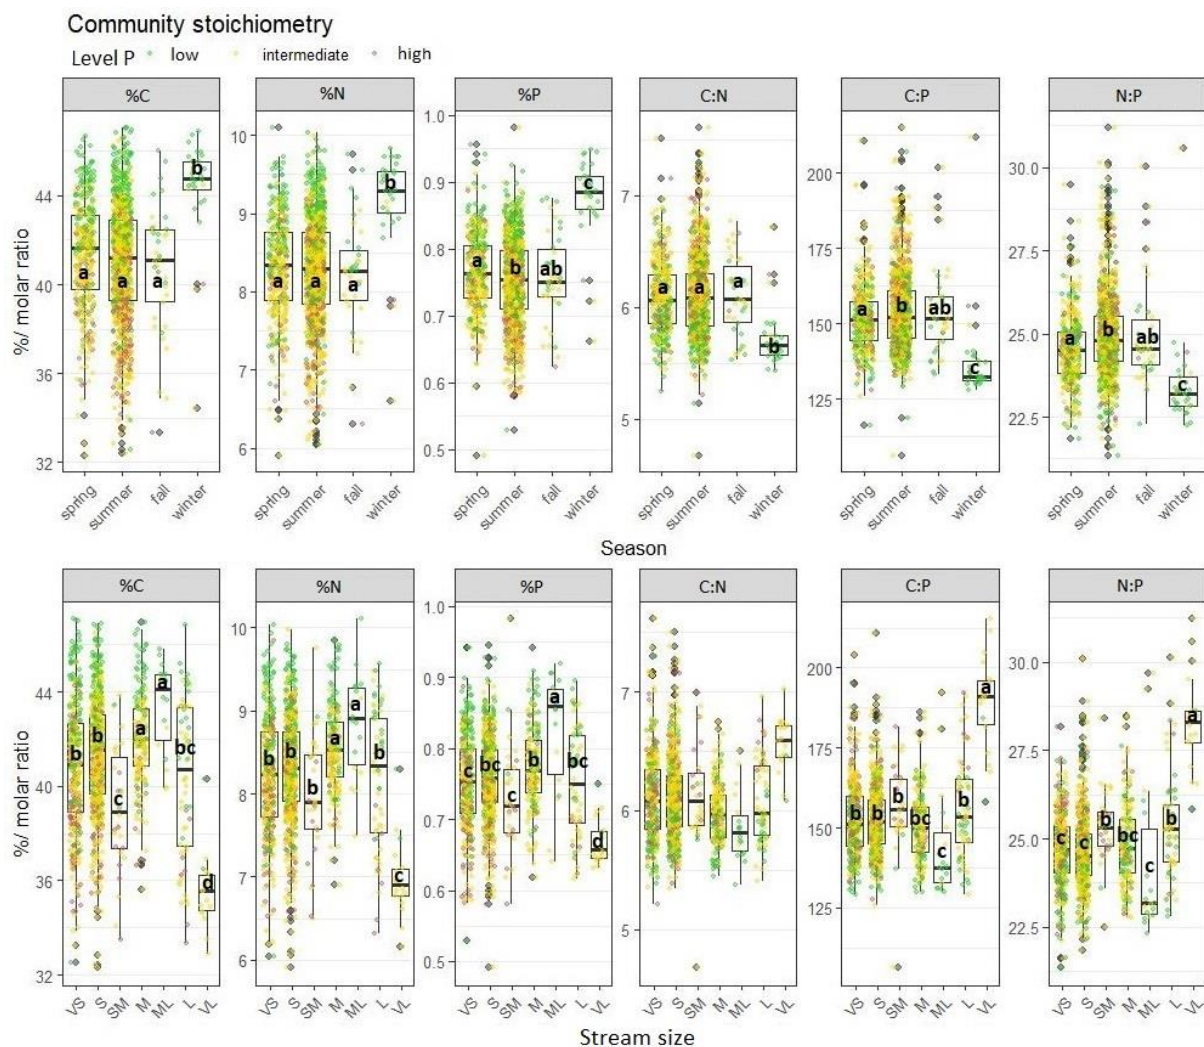 Community stoichiometry
Level P low intermediate high
%C %N %P C:N C:P N:P
%/ molar ratio
44 40 36 32
10 9 8 7 6
1.0 0.9 0.8 0.7 0.6 0.5
7 6 5
200 175 150 125
30.0 27.5 25.0 22.5
a a a b
a a a b
a b ab c
a a a b
a b ab c
a b ab c
spring summer fall winter
spring summer fall winter
spring summer fall winter
spring summer fall winter
spring summer fall winter
spring summer fall winter
Season
%C %N %P C:N C:P N:P
%/ molar ratio
44 40 36 32
10 9 8 7 6
1.0 0.9 0.8 0.7 0.6 0.5
7 6 5
200 175 150 125
30.0 27.5 25.0 22.5
b b c a a bc d
b b b a a b c
c bc c b a bc d
b b b bc c b a
c c b bc c b a
VS S SM M ML L VL
VS S SM M ML L VL
VS S SM M ML L VL
VS S SM M ML L VL
VS S SM M ML L VL
VS S SM M ML L VL
Stream size